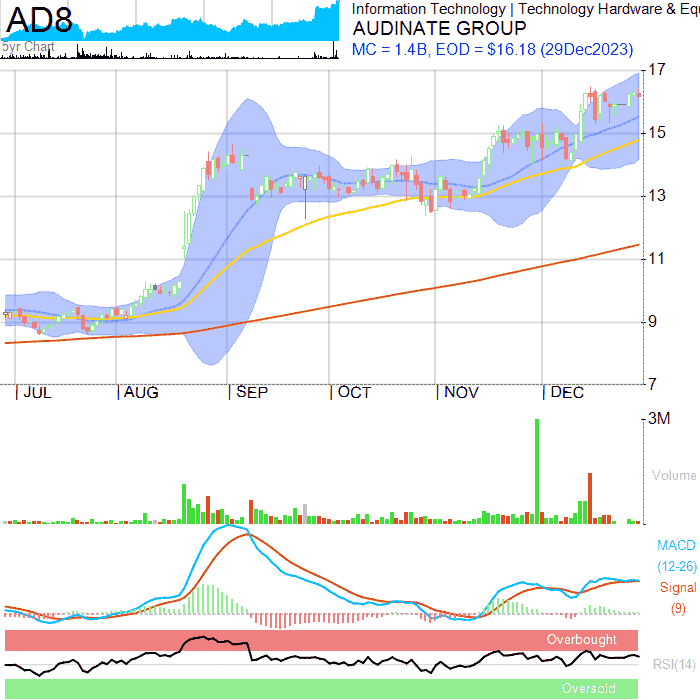 AD8
5yr Chart
Information Technology | Technology Hardware & Equ
AUDINATE GROUP
MC = 1.4B, EOD = $16.18 (29Dec2023)
17
15
13
11
9
7
JUL
AUG
SEP
OCT
NOV
DEC
3M
Volume
MACD
(12-26)
Signal
(9)
Overbought
RSI(14)
Oversold